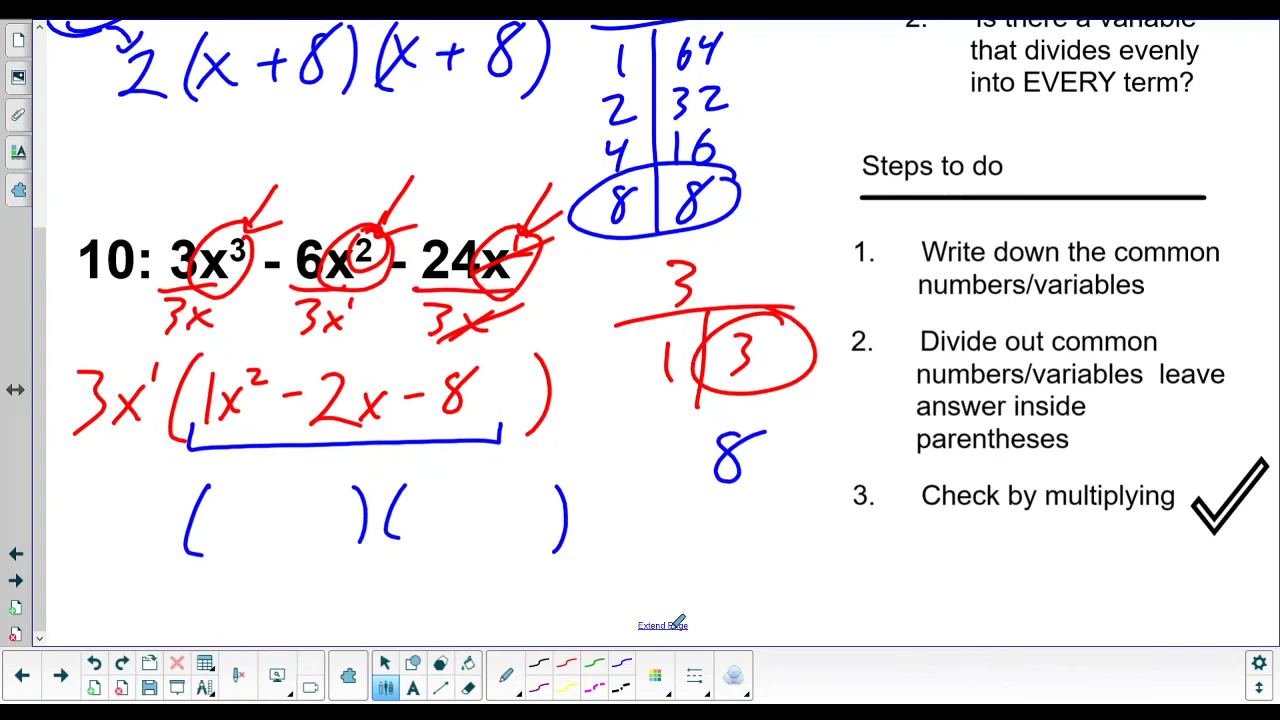 2 (x + 8) (x + 8)
1 | 64
2 | 32
4 | 16
8 | 8
10: 3x³ - 6x² - 24x¹
3x 3x¹ 3x
3x¹ (1x² - 2x - 8 )
( ) ( )
3
1 | 3
8
2. Is there a variable
that divides evenly
into EVERY term?
Steps to do
1. Write down the common
numbers/variables
2. Divide out common
numbers/variables leave
answer inside
parentheses
3. Check by multiplying
Extend Page